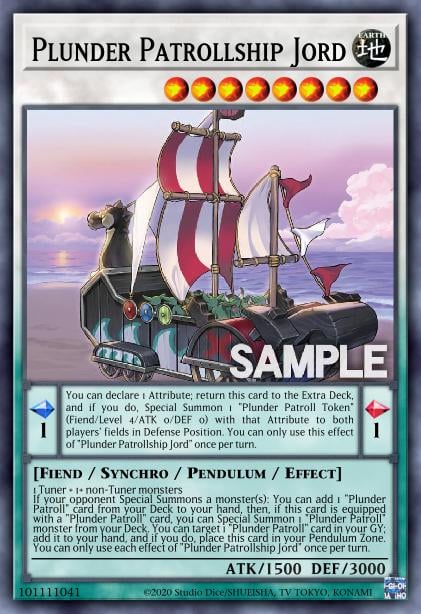 PLUNDER PATROLLSHIP JORD
EARTH
地
SAMPLE
You can declare 1 Attribute; return this card to the Extra Deck,
and if you do, Special Summon 1 "Plunder Patroll Token"
(Fiend/Level 4/ATK 0/DEF 0) with that Attribute to both
players' fields in Defense Position. You can only use this effect
of "Plunder Patrollship Jord" once per turn.
1
1
[FIEND / SYNCHRO / PENDULUM / EFFECT]
1 Tuner + 1+ non-Tuner monsters
If your opponent Special Summons a monster(s): You can add 1 "Plunder
Patroll" card from your Deck to your hand, then, if this card is equipped
with a "Plunder Patroll" card, you can Special Summon 1 "Plunder Patroll"
monster from your Deck. You can target 1 "Plunder Patroll" card in your GY;
add it to your hand, and if you do, place this card in your Pendulum Zone.
You can only use each effect of "Plunder Patrollship Jord" once per turn.
ATK/1500 DEF/3000
101111041
©2020 Studio Dice/SHUEISHA, TV TOKYO, KONAMI